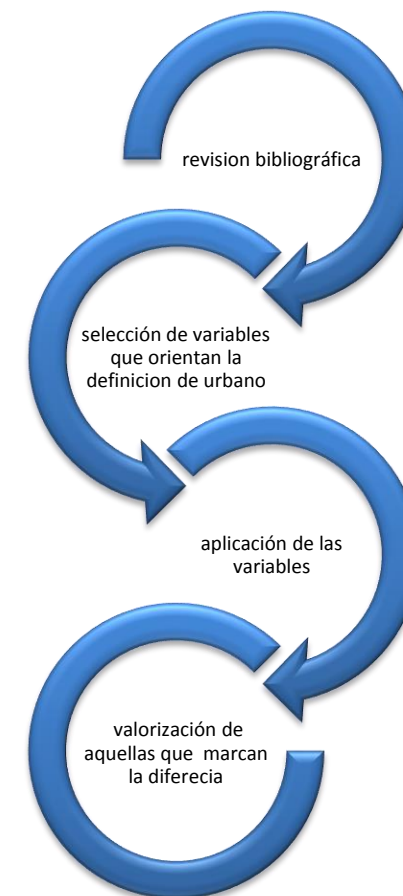 revision bibliográfica
selección de variables
que orientan la
definicion de urbano
aplicación de las
variables
valorización de
aquellas que marcan
la diferecia